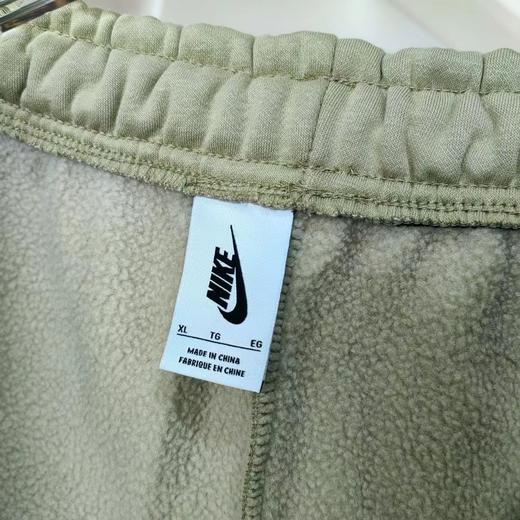 NIKE
XL TG EG
MADE IN CHINA
FABRIQUE EN CHINE